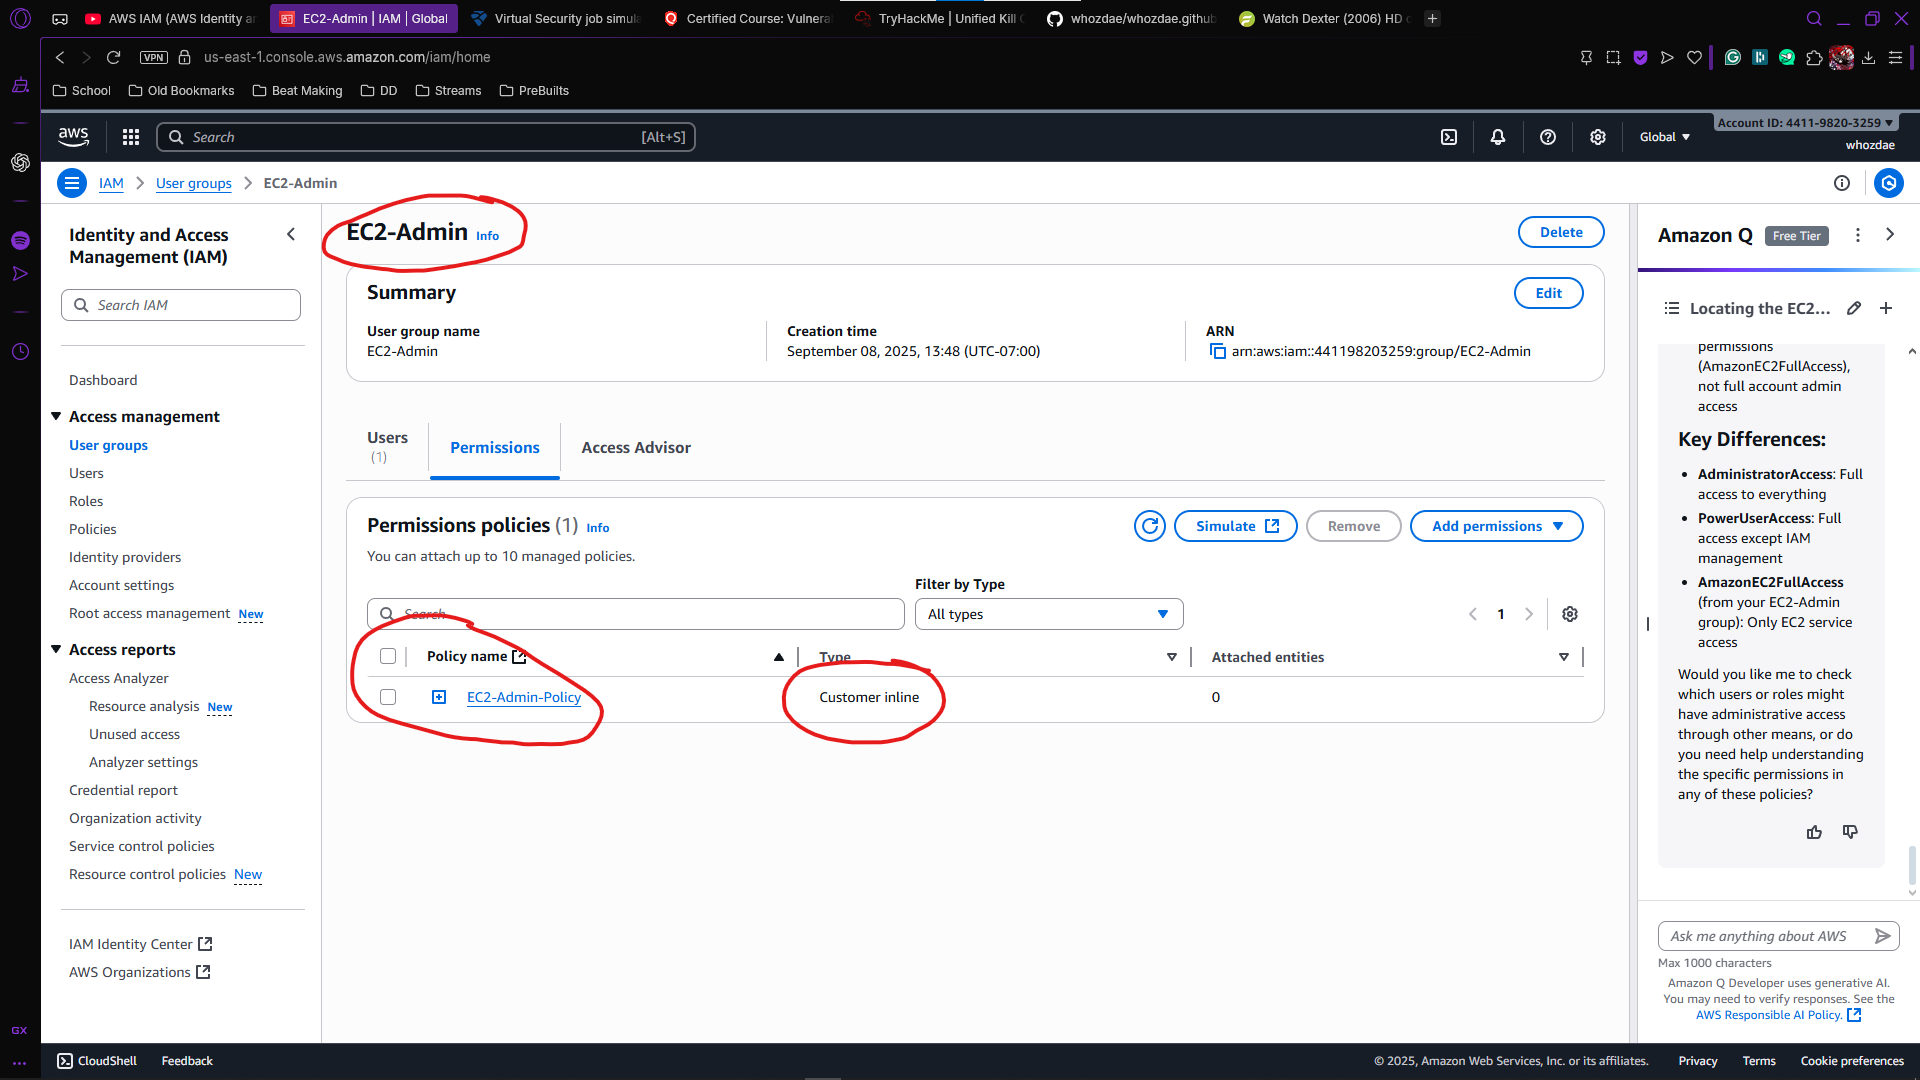 AWS IAM (AWS Identity an
EC2-Admin | IAM | Global
Virtual Security job simula
Certified Course: Vulnera
TryHackMe | Unified Kill C
whozdae/whozdae.github
Watch Dexter (2006) HD
VPN
us-east-1.console.aws.amazon.com/iam/home
School
Old Bookmarks
Beat Making
DD
Streams
PreBuilts
aws
Search
[Alt+S]
Global
Account ID: 4411-9820-3259
whozdae
IAM
User groups
EC2-Admin
Identity and Access
Management (IAM)
Search IAM
Dashboard
Access management
User groups
Users
Roles
Policies
Identity providers
Account settings
Root access management New
Access reports
Access Analyzer
Resource analysis New
Unused access
Analyzer settings
Credential report
Organization activity
Service control policies
Resource control policies New
IAM Identity Center
AWS Organizations
EC2-Admin Info
Delete
Summary
Edit
User group name
EC2-Admin
Creation time
September 08, 2025, 13:48 (UTC-07:00)
ARN
arn:aws:iam::441198203259:group/EC2-Admin
Users
(1)
Permissions
Access Advisor
Permissions policies (1) Info
You can attach up to 10 managed policies.
Simulate
Remove
Add permissions
Filter by Type
Search
All types
1
Policy name
Type
Attached entities
EC2-Admin-Policy
Customer inline
0
Amazon Q
Free Tier
Locating the EC2...
permissions
(AmazonEC2FullAccess),
not full account admin
access
Key Differences:
AdministratorAccess: Full
access to everything
PowerUserAccess: Full
access except IAM
management
AmazonEC2FullAccess
(from your EC2-Admin
group): Only EC2 service
access
Would you like me to check
which users or roles might
have administrative access
through other means, or do
you need help understanding
the specific permissions in
any of these policies?
Ask me anything about AWS
Max 1000 characters
Amazon Q Developer uses generative AI.
You may need to verify responses. See the
AWS Responsible AI Policy.
GX
CloudShell
Feedback
© 2025, Amazon Web Services, Inc. or its affiliates.
Privacy
Terms
Cookie preferences